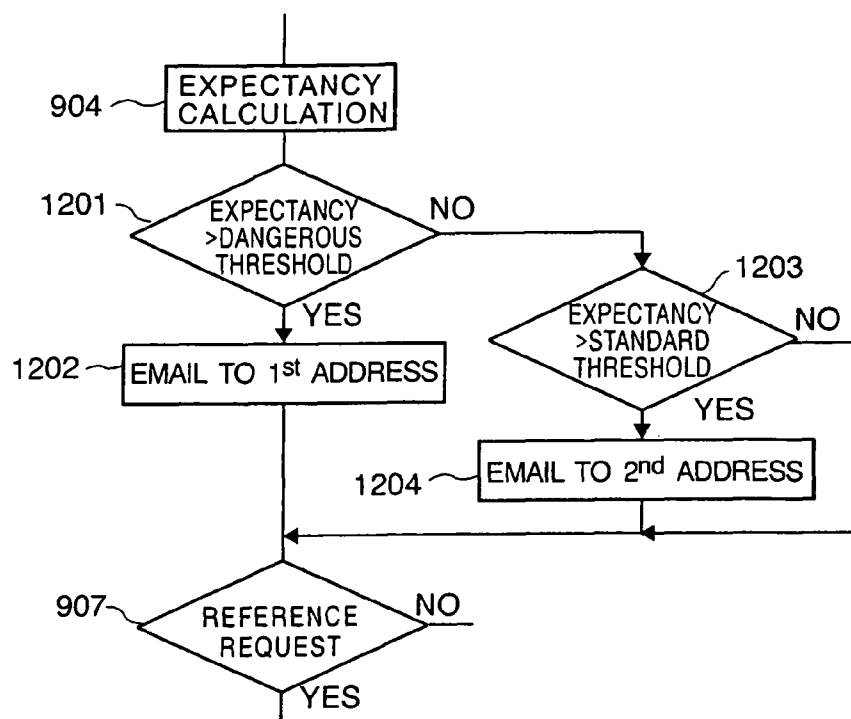 EXPECTANCY
CALCULATION
904
1201
EXPECTANCY
>DANGEROUS
THRESHOLD
NO
YES
1203
EXPECTANCY
>STANDARD
THRESHOLD
NO
YES
1202
EMAIL TO 1st ADDRESS
1204
EMAIL TO 2nd ADDRESS
907
REFERENCE
REQUEST
NO
YES